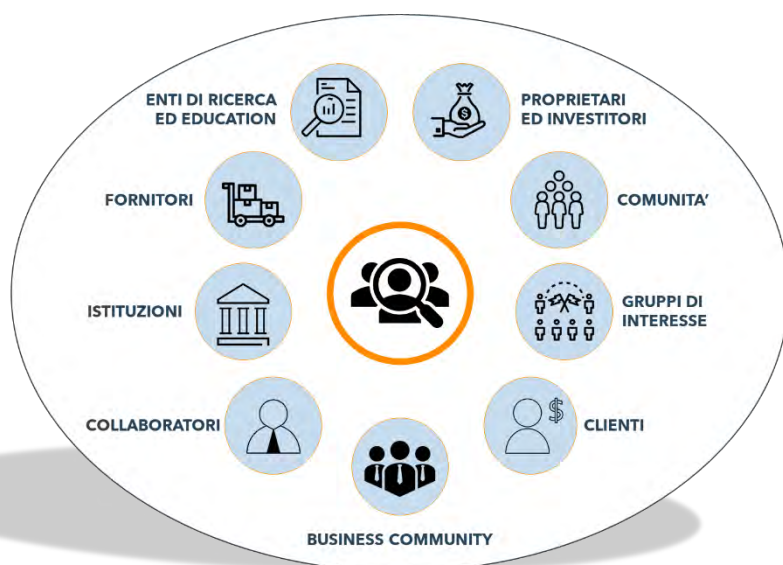 ENTI DI RICERCA
ED EDUCATION
PROPRIETARI
ED INVESTITORI
FORNITORI
COMUNITA'
ISTITUZIONI
GRUPPI DI
INTERESSE
COLLABORATORI
CLIENTI
BUSINESS COMMUNITY